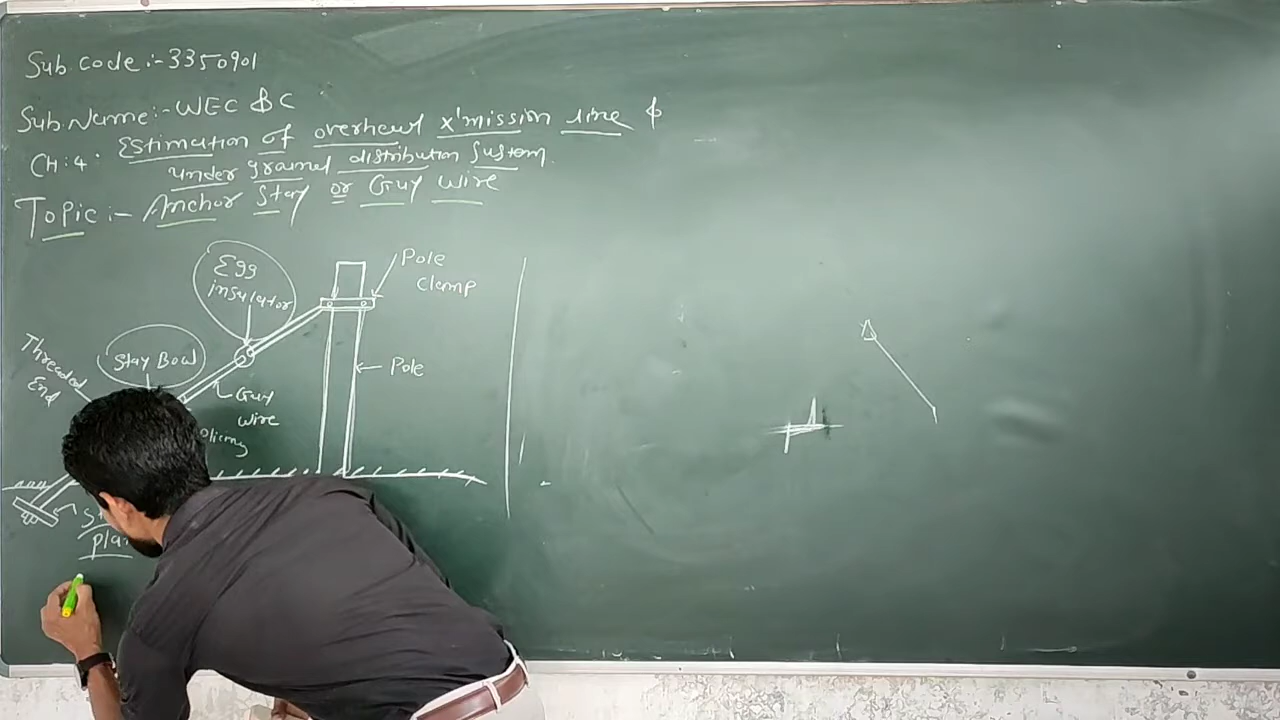 Sub code :- 3350901
Sub. Name :- WEC & C
Ch : 4 . Estimation of overhead x'mission line &
under ground distribution system.
Topic :- Anchor Stay or Guy wire
Egg
insulator
Pole
clamp
Threaded
End
Stay Bow
Pole
Guy
wire